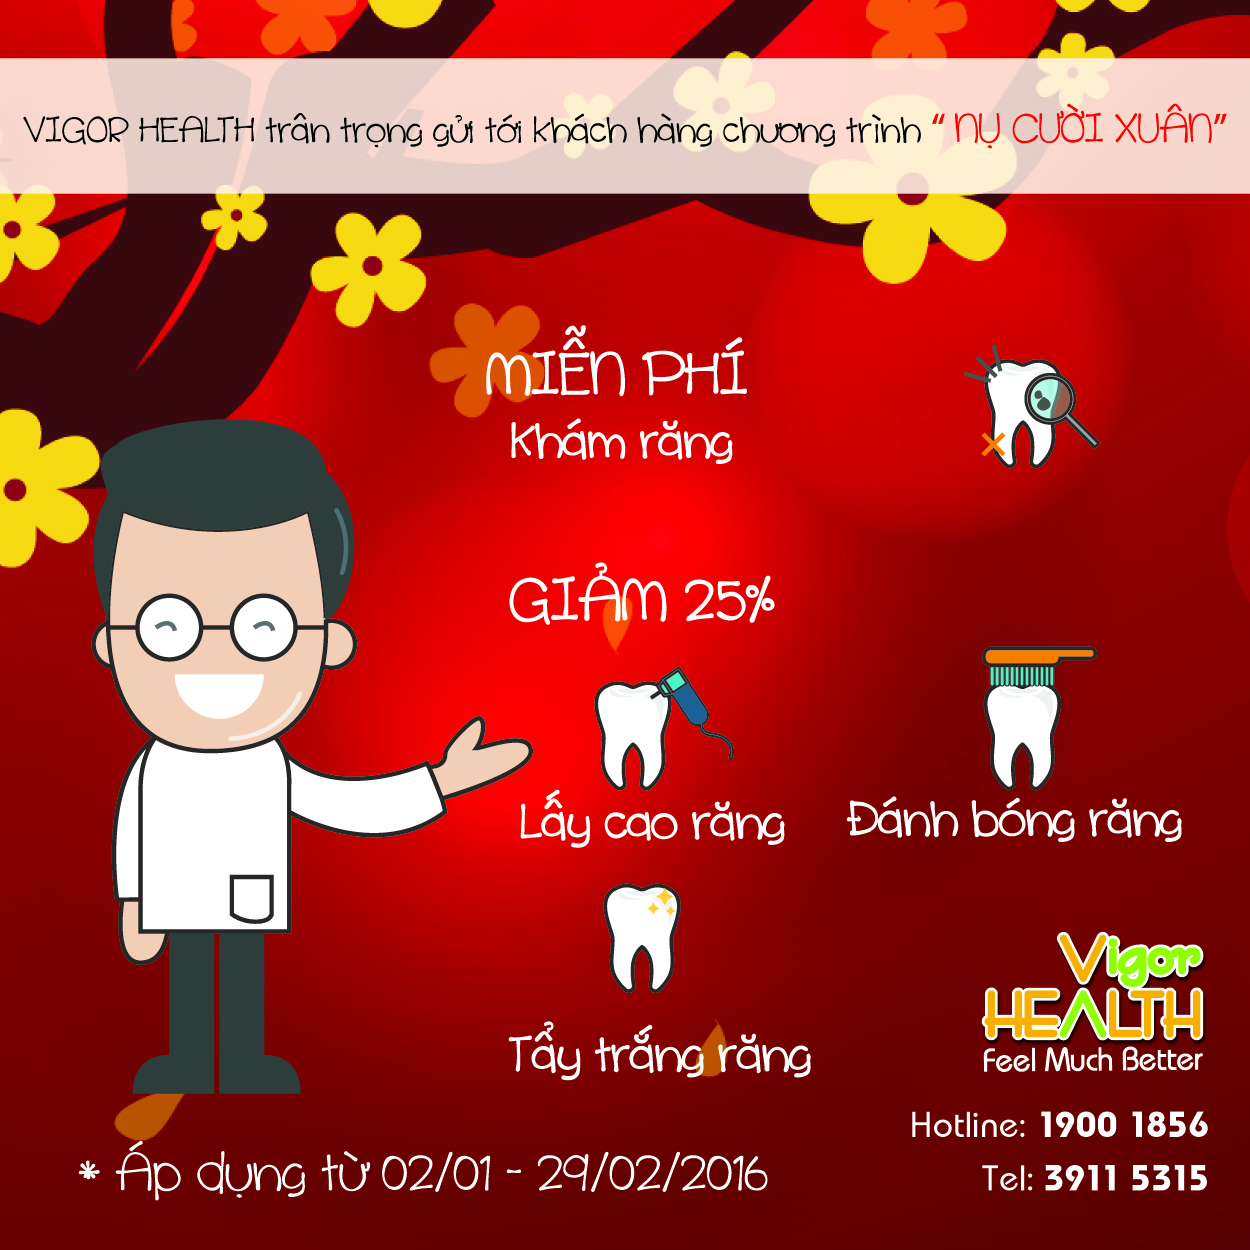 VIGOR HEALTH trân trọng gửi tới khách hàng chương trình “ NỤ CƯỜI XUÂN”
MIỄN PHÍ
Khám răng
GIẢM 25%
Lấy cao răng
Đánh bóng răng
Tẩy trắng răng
Vigor
HEALTH
Feel Much Better
Hotline: 1900 1856
Tel: 3911 5315
* Áp dụng từ 02/01 - 29/02/2016